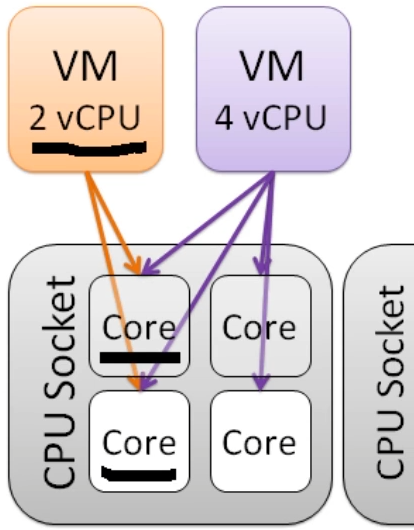 VM
2 vCPU
VM
4 vCPU
CPU Socket
Core
Core
Core
Core
CPU Socket